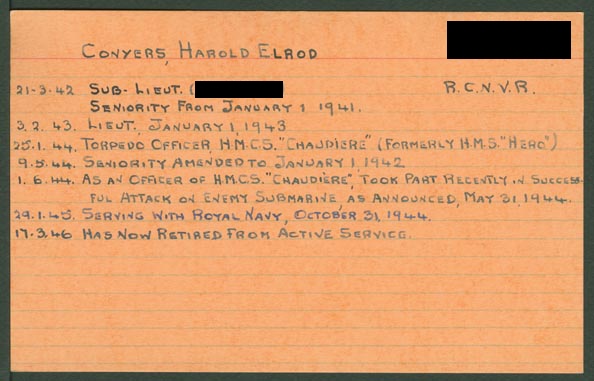 CONYERS, HAROLD ELROD
21-3-42 SUB-LIEUT. ( R.C.N.V.R.
SENIORITY FROM JANUARY 1 1941.
3.2.43. LIEUT. JANUARY 1, 1943
25.1.44. TORPEDO OFFICER H.M.C.S. "CHAUDIERE" (FORMERLY H.M.S. "HERO")
9.5.44. SENIORITY AMENDED TO JANUARY 1 1942
1.6.44. AS AN OFFICER OF H.M.C.S. "CHAUDIERE", TOOK PART RECENTLY IN SUCCESS-
FUL ATTACK ON ENEMY SUBMARINE, AS ANNOUNCED, MAY 31, 1944.
29.1.45. SERVING WITH ROYAL NAVY, OCTOBER 31, 1944.
17.3.46 HAS NOW RETIRED FROM ACTIVE SERVICE.